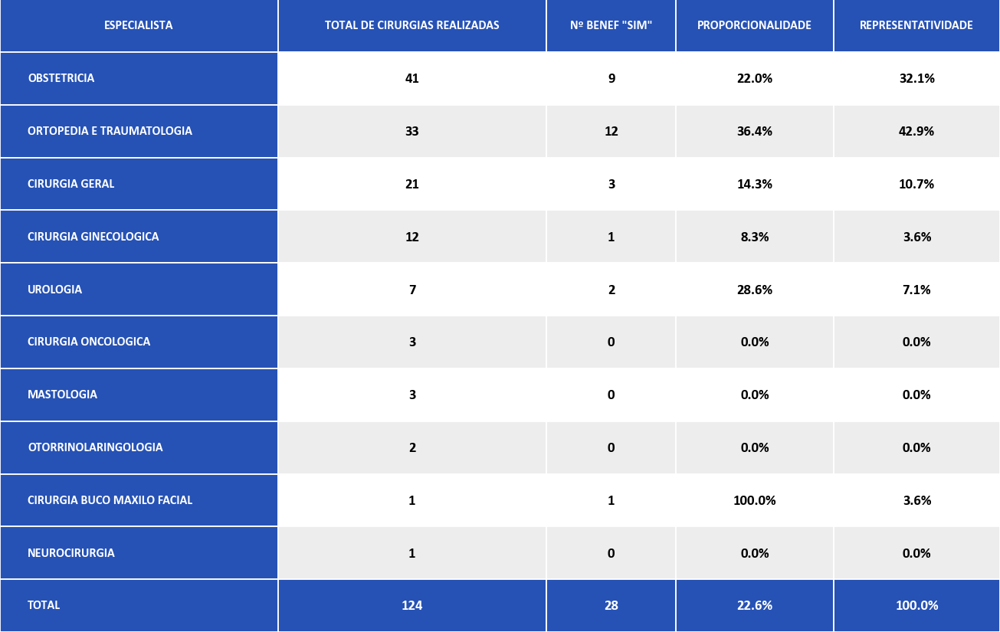 ESPECIALISTA TOTAL DE CIRURGIAS REALIZADAS Nº BENEF "SIM" PROPORCIONALIDADE REPRESENTATIVIDADE
OBSTETRICIA 41 9 22.0% 32.1%
ORTOPEDIA E TRAUMATOLOGIA 33 12 36.4% 42.9%
CIRURGIA GERAL 21 3 14.3% 10.7%
CIRURGIA GINECOLOGICA 12 1 8.3% 3.6%
UROLOGIA 7 2 28.6% 7.1%
CIRURGIA ONCOLOGICA 3 0 0.0% 0.0%
MASTOLOGIA 3 0 0.0% 0.0%
OTORRINOLARINGOLOGIA 2 0 0.0% 0.0%
CIRURGIA BUCO MAXILO FACIAL 1 1 100.0% 3.6%
NEUROCIRURGIA 1 0 0.0% 0.0%
TOTAL 124 28 22.6% 100.0%